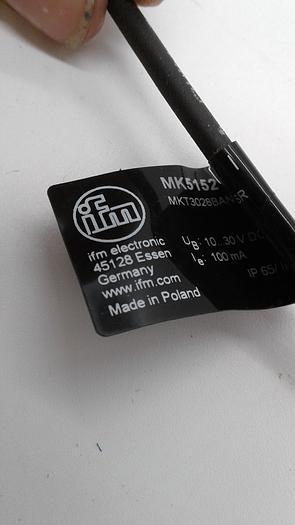 MK5152
ifm
ifm electronic
45128 Essen
Germany
www.ifm.com
Made in Poland
UB: 10...30 V DC
Ie: 100 mA
IP 65/